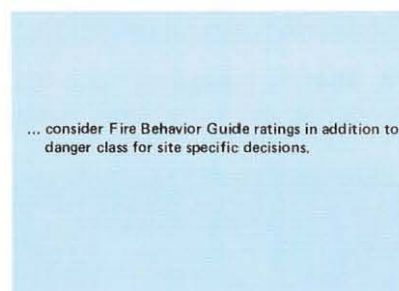 ... consider Fire Behavior Guide ratings in addition to
danger class for site specific decisions.